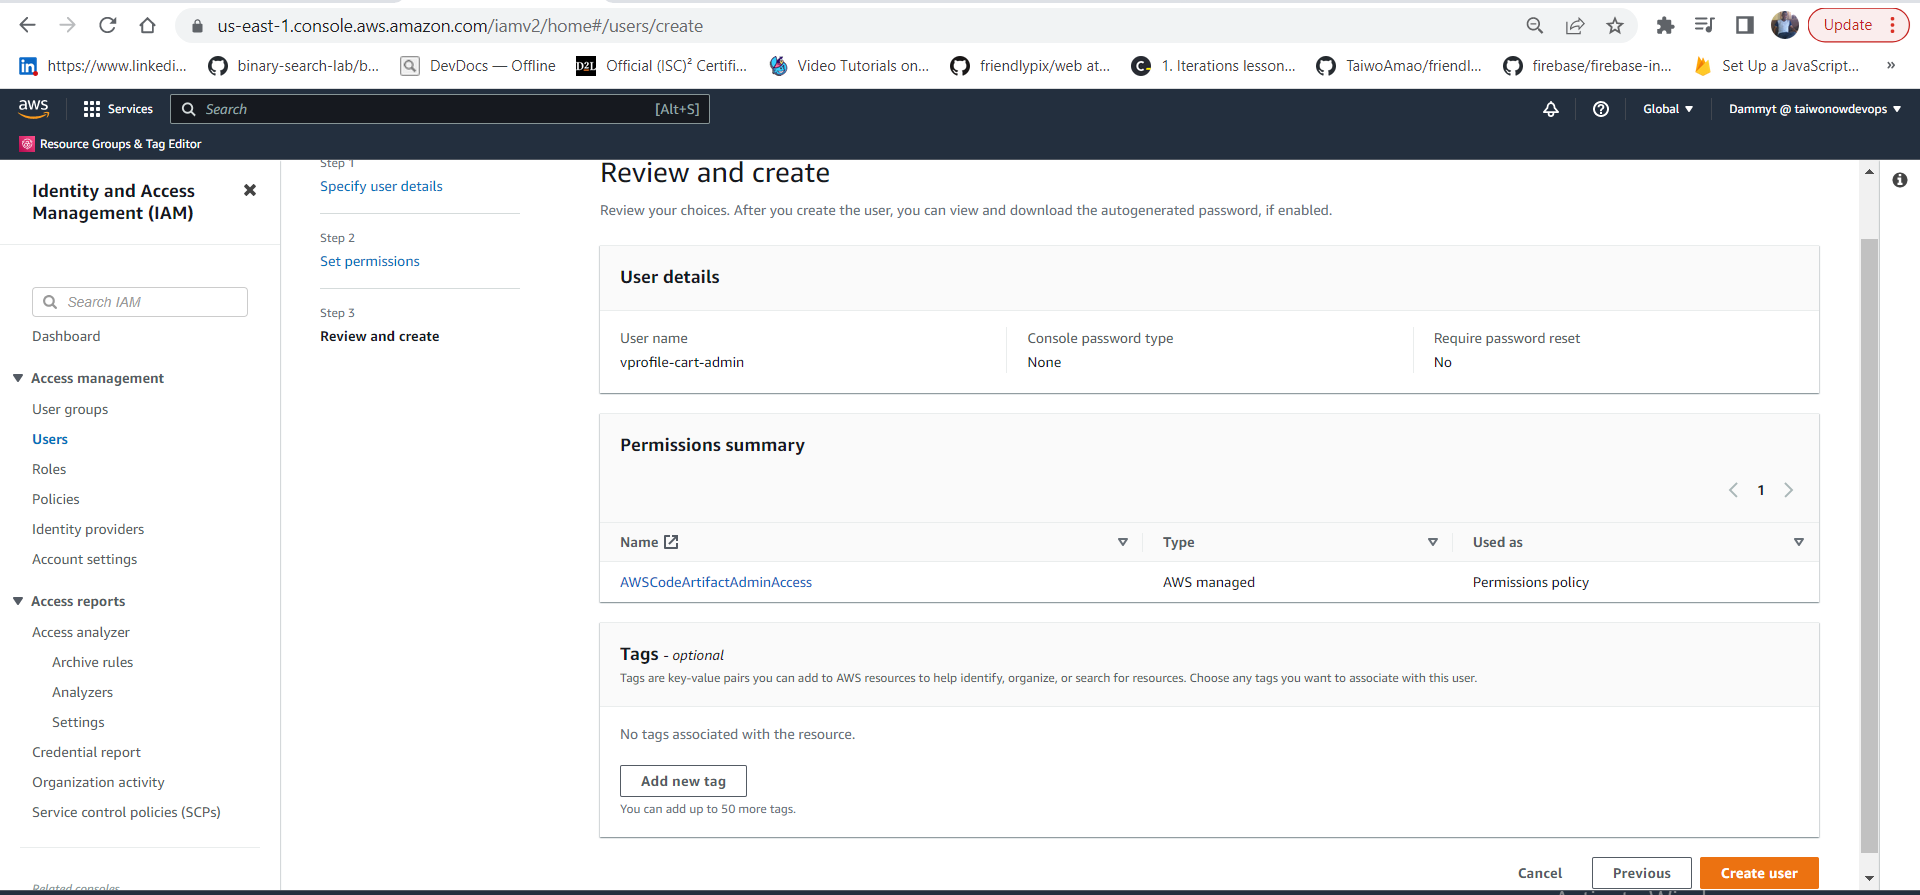 us-east-1.console.aws.amazon.com/iamv2/home#/users/create
Update
https://www.linkedi...
binary-search-lab/b...
DevDocs — Offline
D2L
Official (ISC)² Certifi...
Video Tutorials on...
friendlypix/web at...
1. Iterations lesson...
TaiwoAmao/friendl...
firebase/firebase-in...
Set Up a JavaScript...
»
aws
Services
Search
[Alt+S]
Global
Dammyt @ taiwonowdevops
Resource Groups & Tag Editor
Identity and Access
Management (IAM)
Search IAM
Dashboard
Access management
User groups
Users
Roles
Policies
Identity providers
Account settings
Access reports
Access analyzer
Archive rules
Analyzers
Settings
Credential report
Organization activity
Service control policies (SCPs)
Related consoles
Step 1
Specify user details
Step 2
Set permissions
Step 3
Review and create
Review and create
Review your choices. After you create the user, you can view and download the autogenerated password, if enabled.
User details
User name
vprofile-cart-admin
Console password type
None
Require password reset
No
Permissions summary
1
Name
Type
Used as
AWSCodeArtifactAdminAccess
AWS managed
Permissions policy
Tags - optional
Tags are key-value pairs you can add to AWS resources to help identify, organize, or search for resources. Choose any tags you want to associate with this user.
No tags associated with the resource.
Add new tag
You can add up to 50 more tags.
Cancel
Previous
Create user